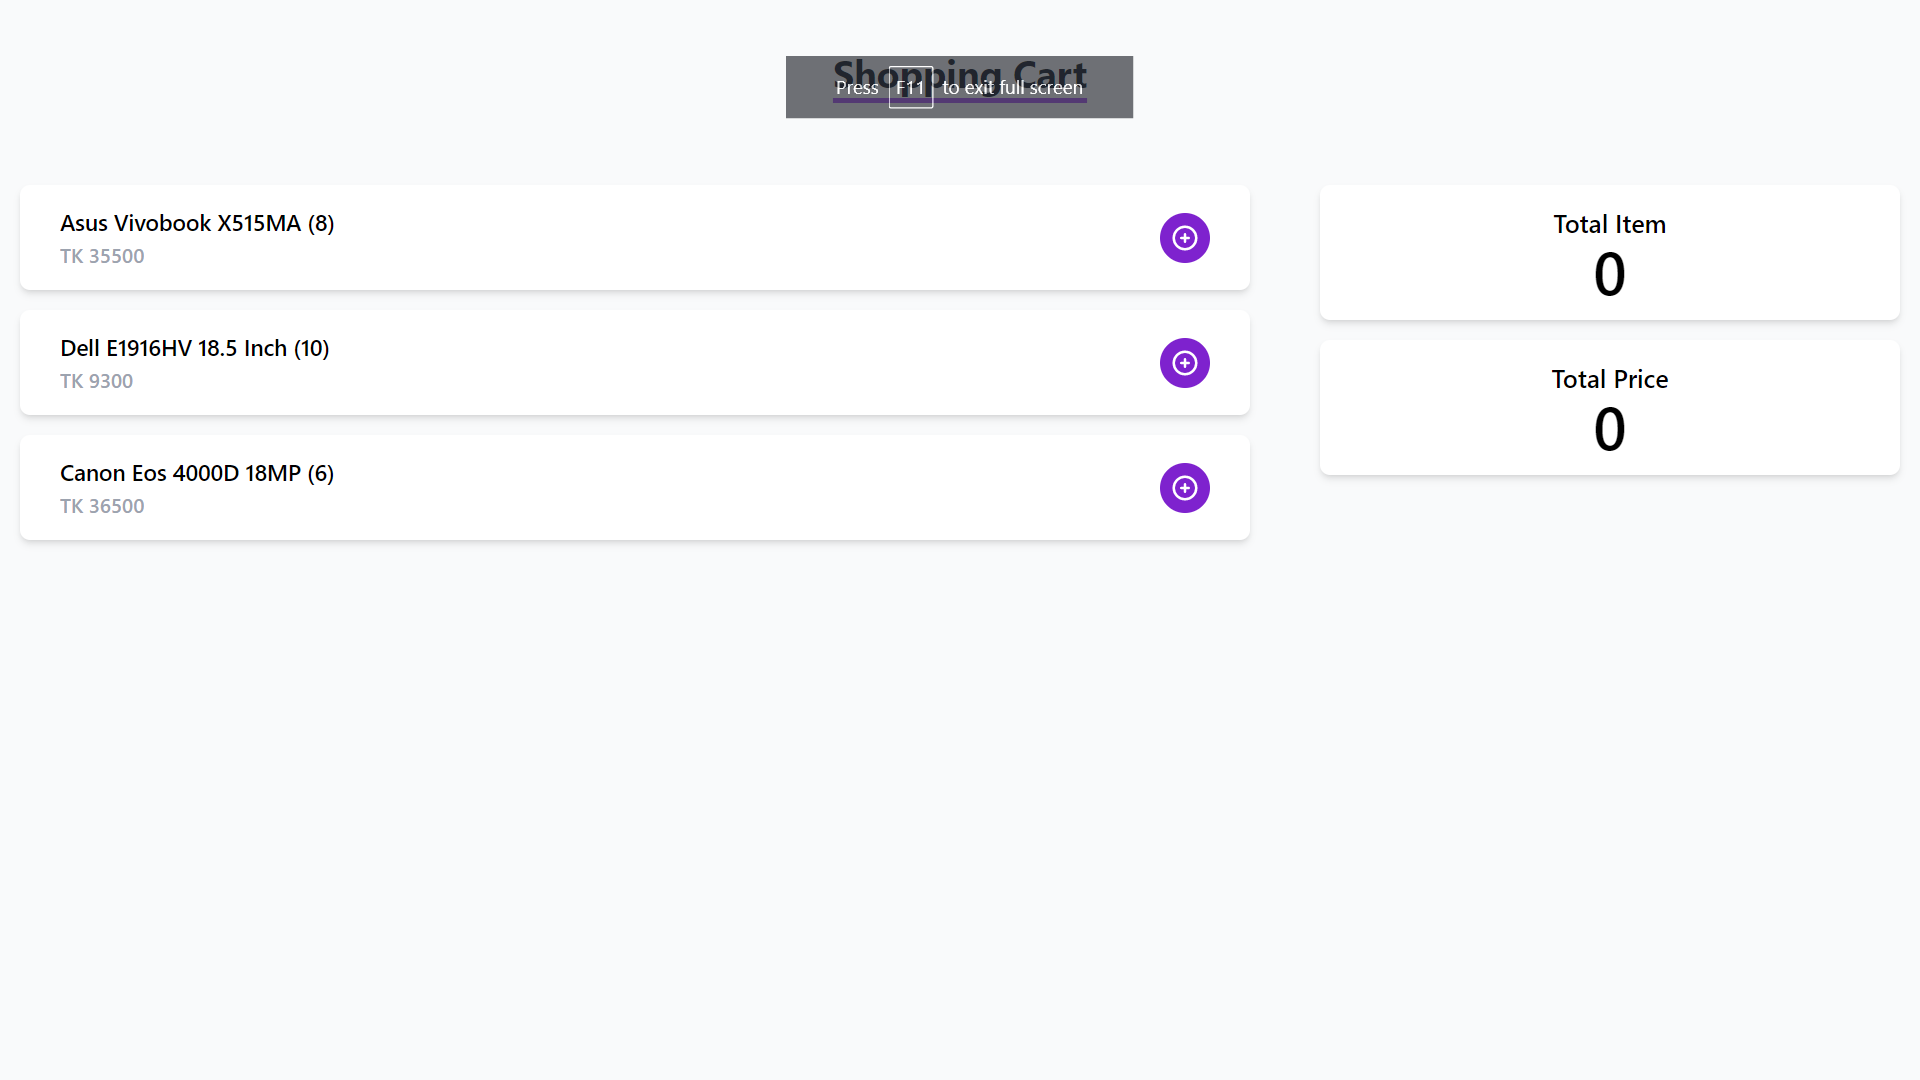 Shopping Cart
Press F11 to exit full screen
Asus Vivobook X515MA (8)
TK 35500
Dell E1916HV 18.5 Inch (10)
TK 9300
Canon Eos 4000D 18MP (6)
TK 36500
Total Item
0
Total Price
0